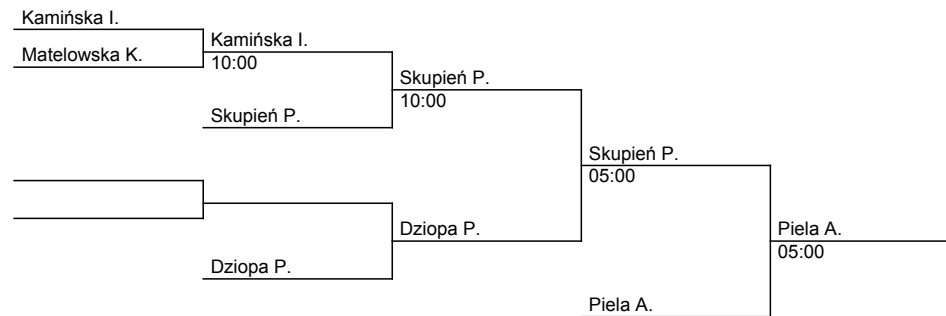 Kamińska I.
Matelowska K.
Kamińska I.
10:00
Skupień P.
Skupień P.
10:00
Dziopa P.
Dziopa P.
Skupień P.
05:00
Piela A.
Piela A.
05:00